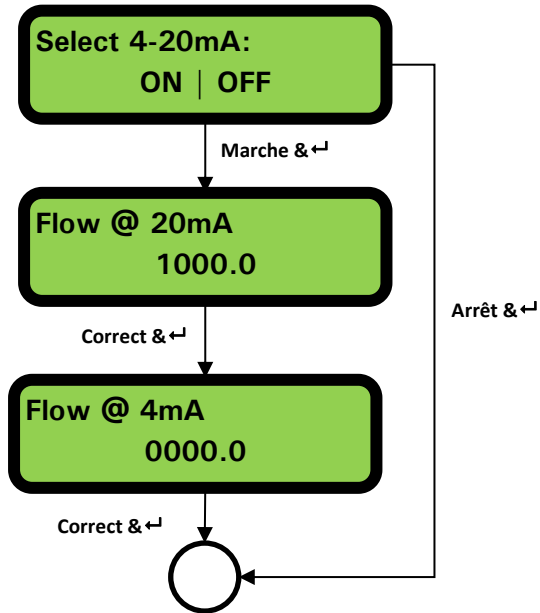 Select 4-20mA:
ON | OFF
Marche & ↵
Flow @ 20mA
1000.0
Arrêt & ↵
Correct & ↵
Flow @ 4mA
0000.0
Correct & ↵